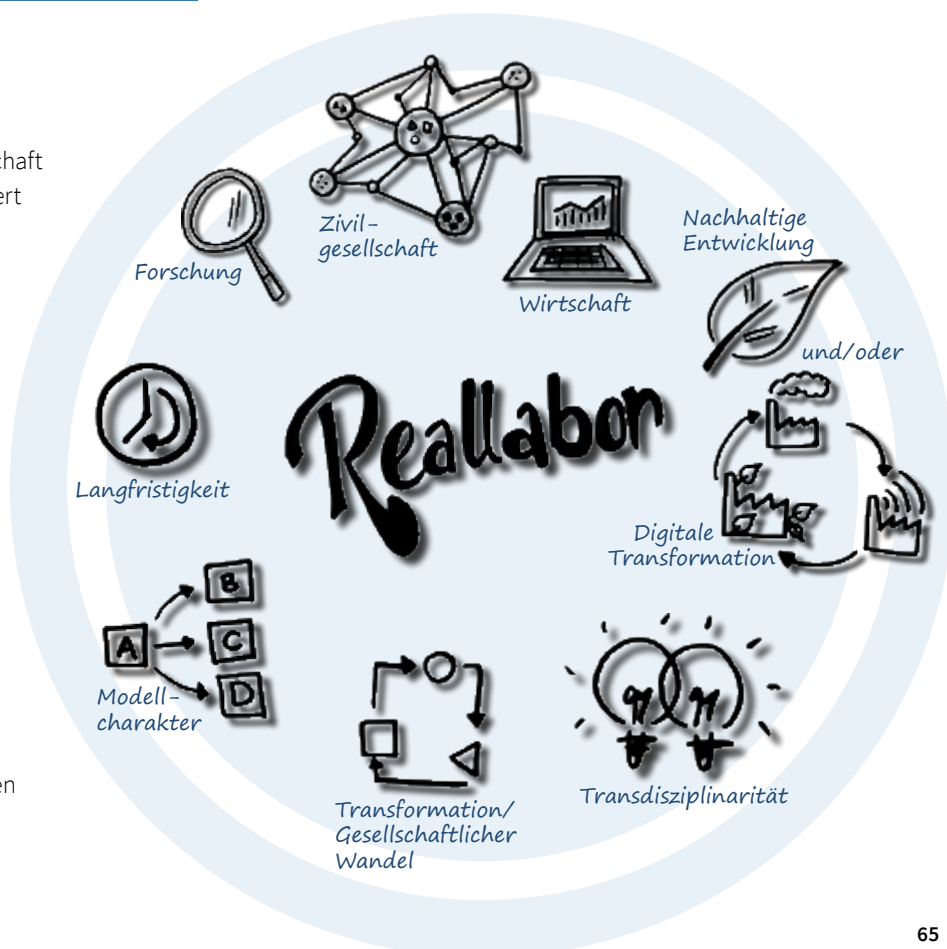 chaft
ert
en
Forschung
Zivil-
gesellschaft
Wirtschaft
Nachhaltige
Entwicklung
und/oder
Reallabor
Langfristigkeit
Digitale
Transformation
A
B
C
D
Modell-
charakter
Transformation/
Gesellschaftlicher
Wandel
Transdisziplinarität
65